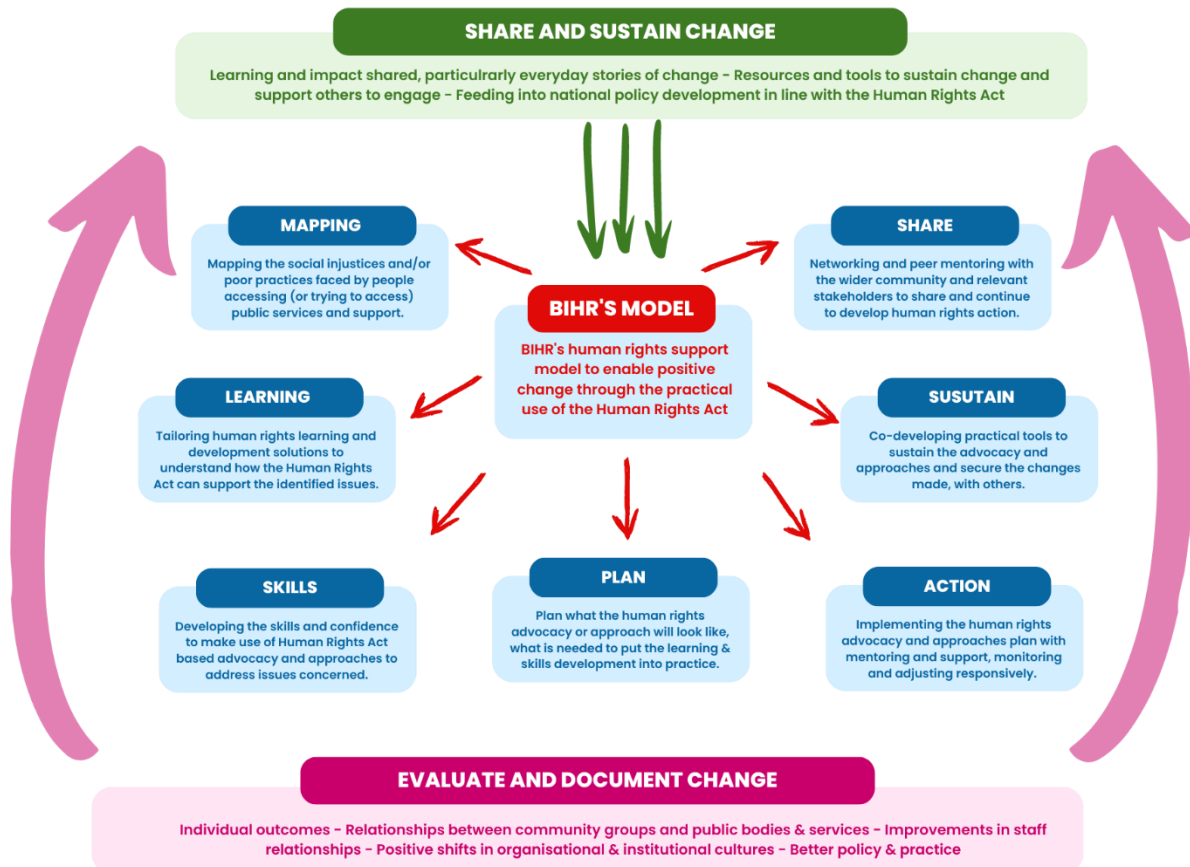 SHARE AND SUSTAIN CHANGE
Learning and impact shared, particulrarly everyday stories of change - Resources and tools to sustain change and
support others to engage - Feeding into national policy development in line with the Human Rights Act
MAPPING
Mapping the social injustices and/or
poor practices faced by people
accessing (or trying to access)
public services and support.
SHARE
Networking and peer mentoring with
the wider community and relevant
stakeholders to share and continue
to develop human rights action.
BIHR'S MODEL
BIHR's human rights support
model to enable positive
change through the practical
use of the Human Rights Act
LEARNING
Tailoring human rights learning and
development solutions to
understand how the Human Rights
Act can support the identified issues.
SUSUTAIN
Co-developing practical tools to
sustain the advocacy and
approaches and secure the changes
made, with others.
SKILLS
Developing the skills and confidence
to make use of Human Rights Act
based advocacy and approaches to
address issues concerned.
PLAN
Plan what the human rights
advocacy or approach will look like,
what is needed to put the learning &
skills development into practice.
ACTION
Implementing the human rights
advocacy and approaches plan with
mentoring and support, monitoring
and adjusting responsively.
EVALUATE AND DOCUMENT CHANGE
Individual outcomes - Relationships between community groups and public bodies & services - Improvements in staff
relationships - Positive shifts in organisational & institutional cultures - Better policy & practice